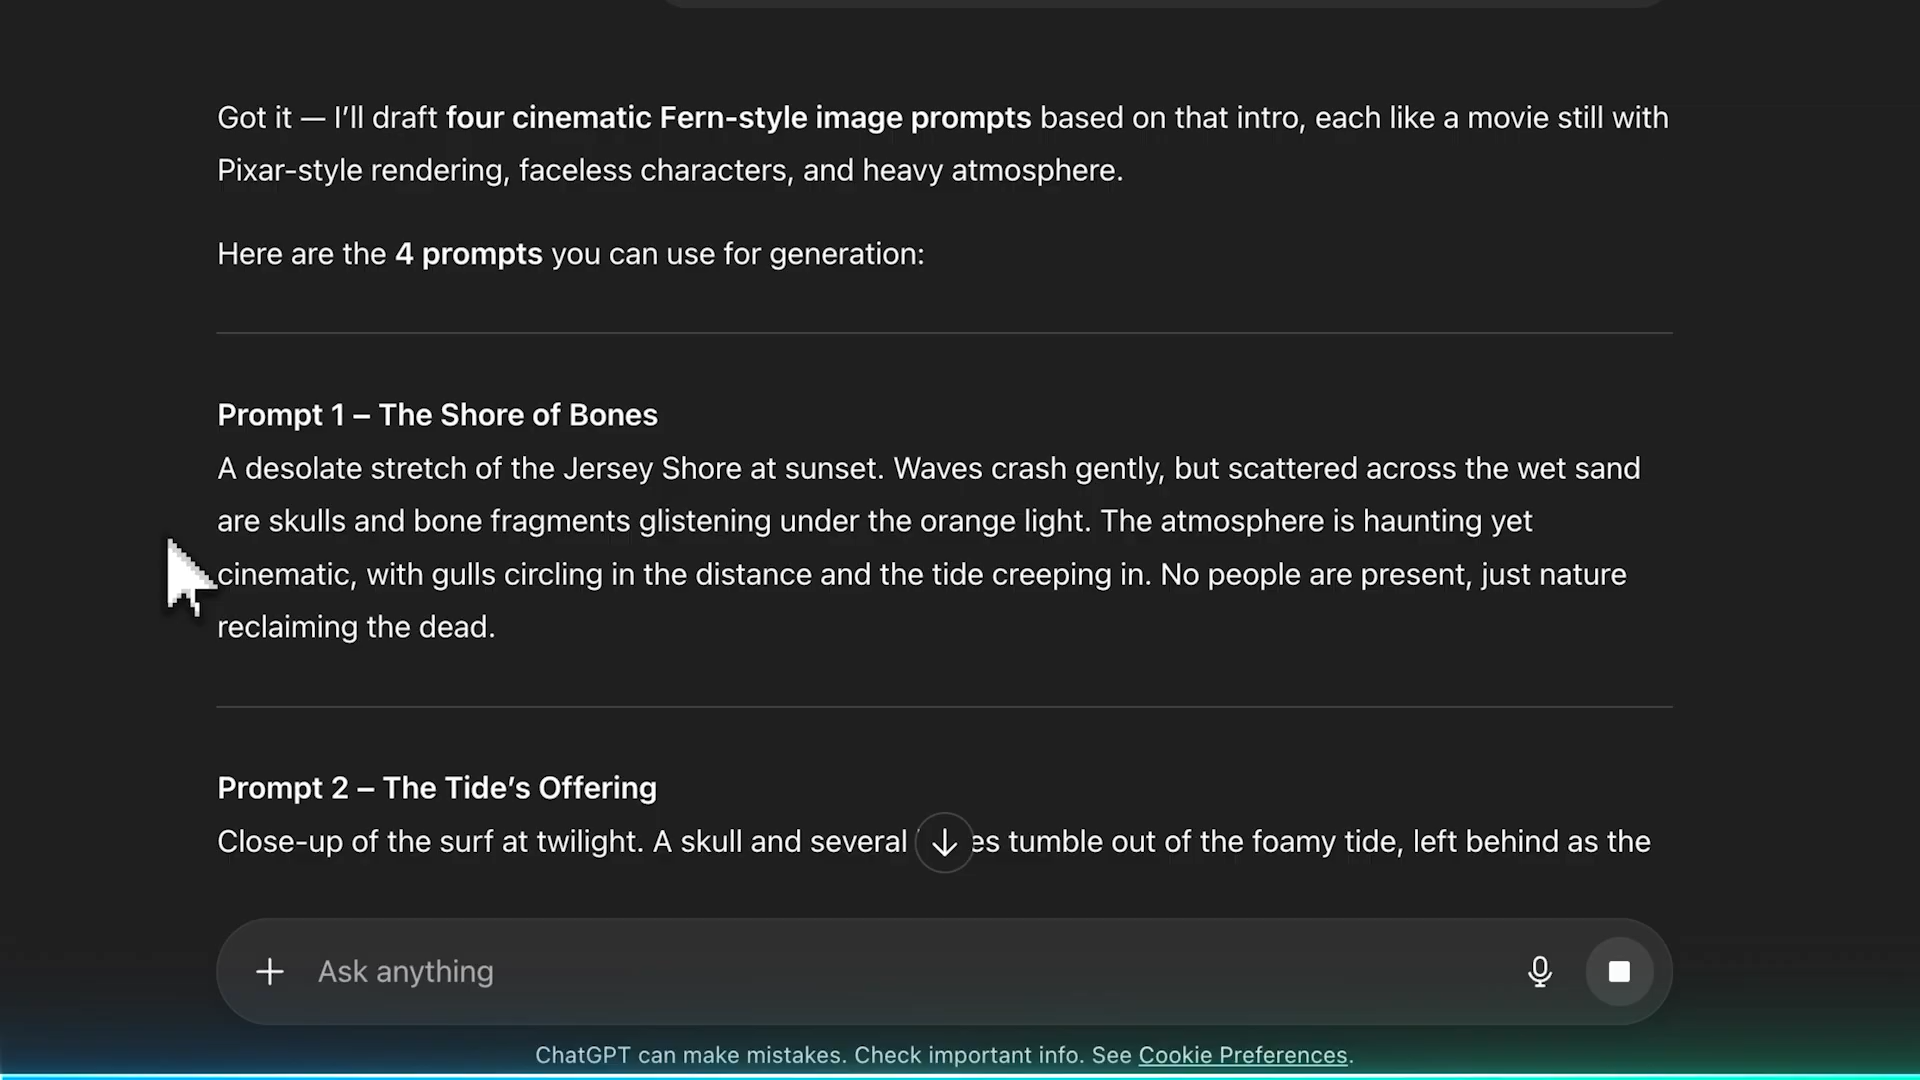 Got it — I’ll draft four cinematic Fern-style image prompts based on that intro, each like a movie still with
Pixar-style rendering, faceless characters, and heavy atmosphere.
Here are the 4 prompts you can use for generation:
Prompt 1 – The Shore of Bones
A desolate stretch of the Jersey Shore at sunset. Waves crash gently, but scattered across the wet sand
are skulls and bone fragments glistening under the orange light. The atmosphere is haunting yet
cinematic, with gulls circling in the distance and the tide creeping in. No people are present, just nature
reclaiming the dead.
Prompt 2 – The Tide’s Offering
Close-up of the surf at twilight. A skull and several es tumble out of the foamy tide, left behind as the
Ask anything
ChatGPT can make mistakes. Check important info. See Cookie Preferences.